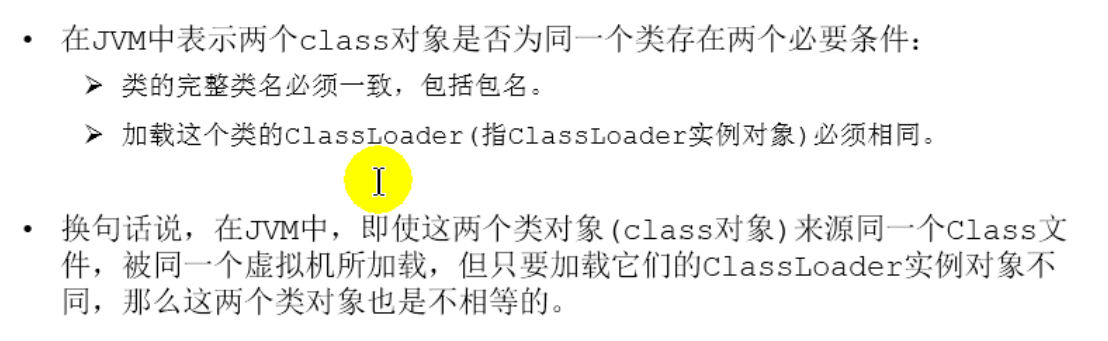 • 在JVM中表示两个class对象是否为同一个类存在两个必要条件：
➢ 类的完整类名必须一致，包括包名。
➢ 加载这个类的ClassLoader(指ClassLoader实例对象)必须相同。
• 换句话说，在JVM中，即使这两个类对象(class对象)来源同一个Class文
件，被同一个虚拟机所加载，但只要加载它们的ClassLoader实例对象不
同，那么这两个类对象也是不相等的。